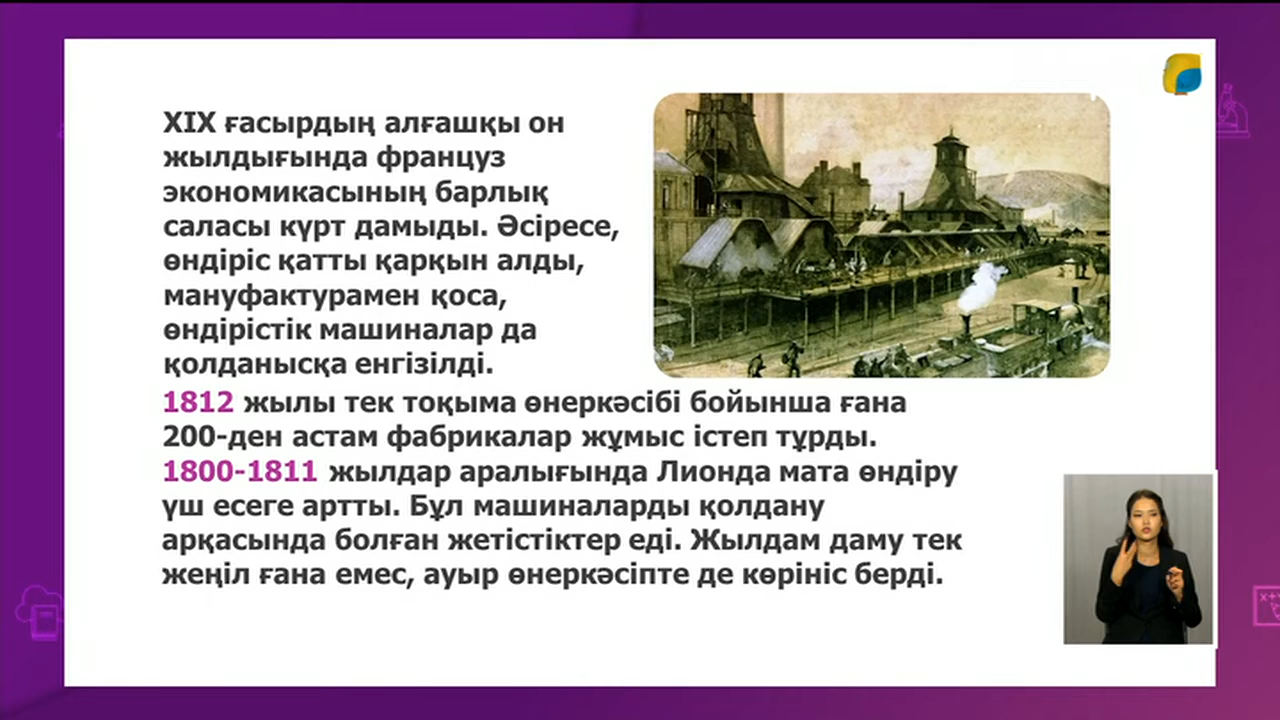 XIX ғасырдың алғашқы он
жылдығында француз
экономикасының барлық
саласы күрт дамыды. Әсіресе,
өндіріс қатты қарқын алды,
мануфактурамен қоса,
өндірістік машиналар да
қолданысқа енгізілді.
1812 жылы тек тоқыма өнеркәсібі бойынша ғана
200-ден астам фабрикалар жұмыс істеп тұрды.
1800-1811 жылдар аралығында Лионда мата өндіру
үш есеге артты. Бұл машиналарды қолдану
арқасында болған жетістіктер еді. Жылдам даму тек
жеңіл ғана емес, ауыр өнеркәсіпте де көрініс берді.